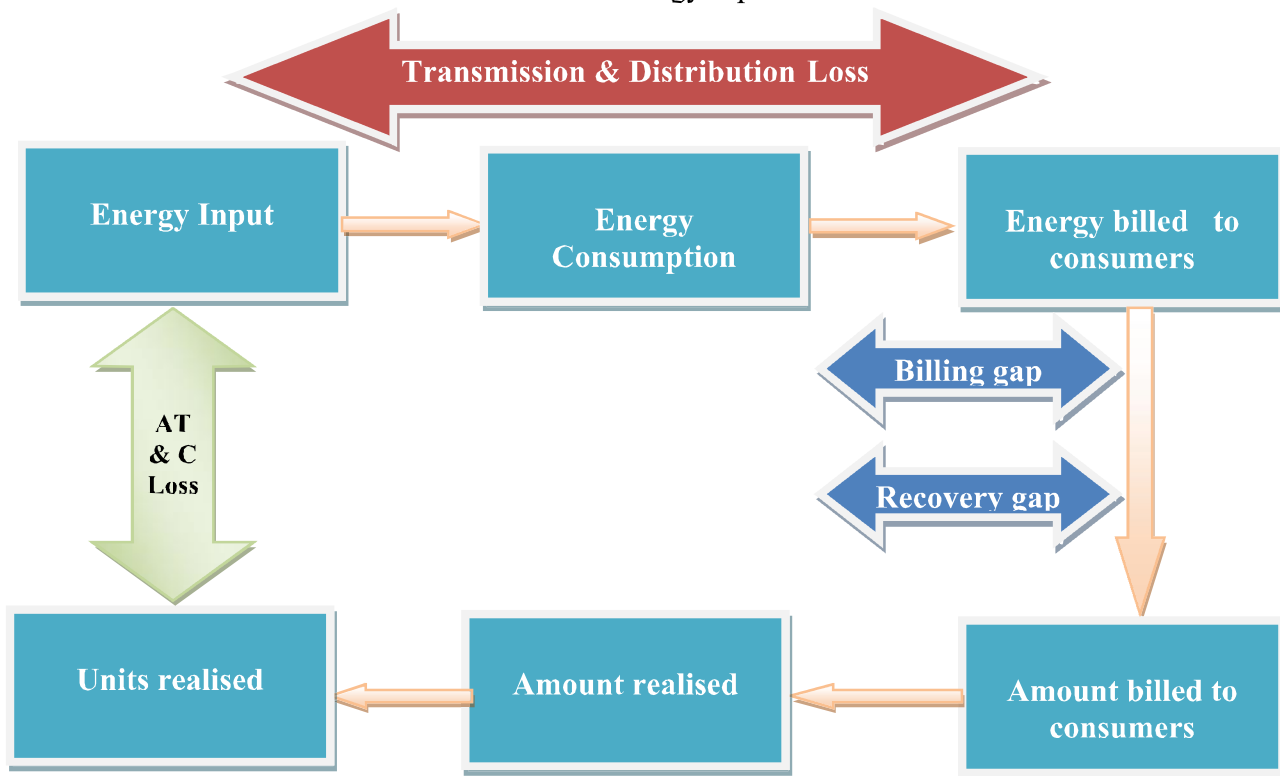 Transmission & Distribution Loss
Energy Input
Energy
Consumption
Energy billed to
consumers
Billing gap
Recovery gap
AT
& C
Loss
Units realised
Amount realised
Amount billed to
consumers